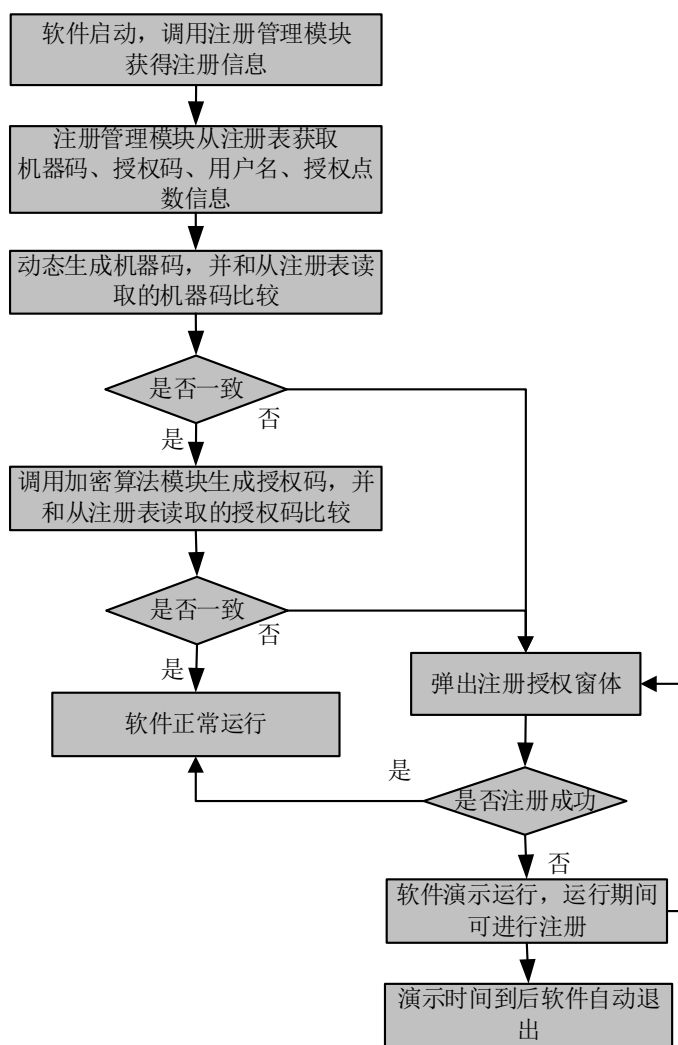 软件启动，调用注册管理模块
获得注册信息
注册管理模块从注册表获取
机器码、授权码、用户名、授权点
数信息
动态生成机器码，并和从注册表读
取的机器码比较
是否一致
否
是
调用加密算法模块生成授权码，并
和从注册表读取的授权码比较
是否一致
否
是
弹出注册授权窗体
软件正常运行
是
是否注册成功
否
软件演示运行，运行期间
可进行注册
演示时间到后软件自动退
出